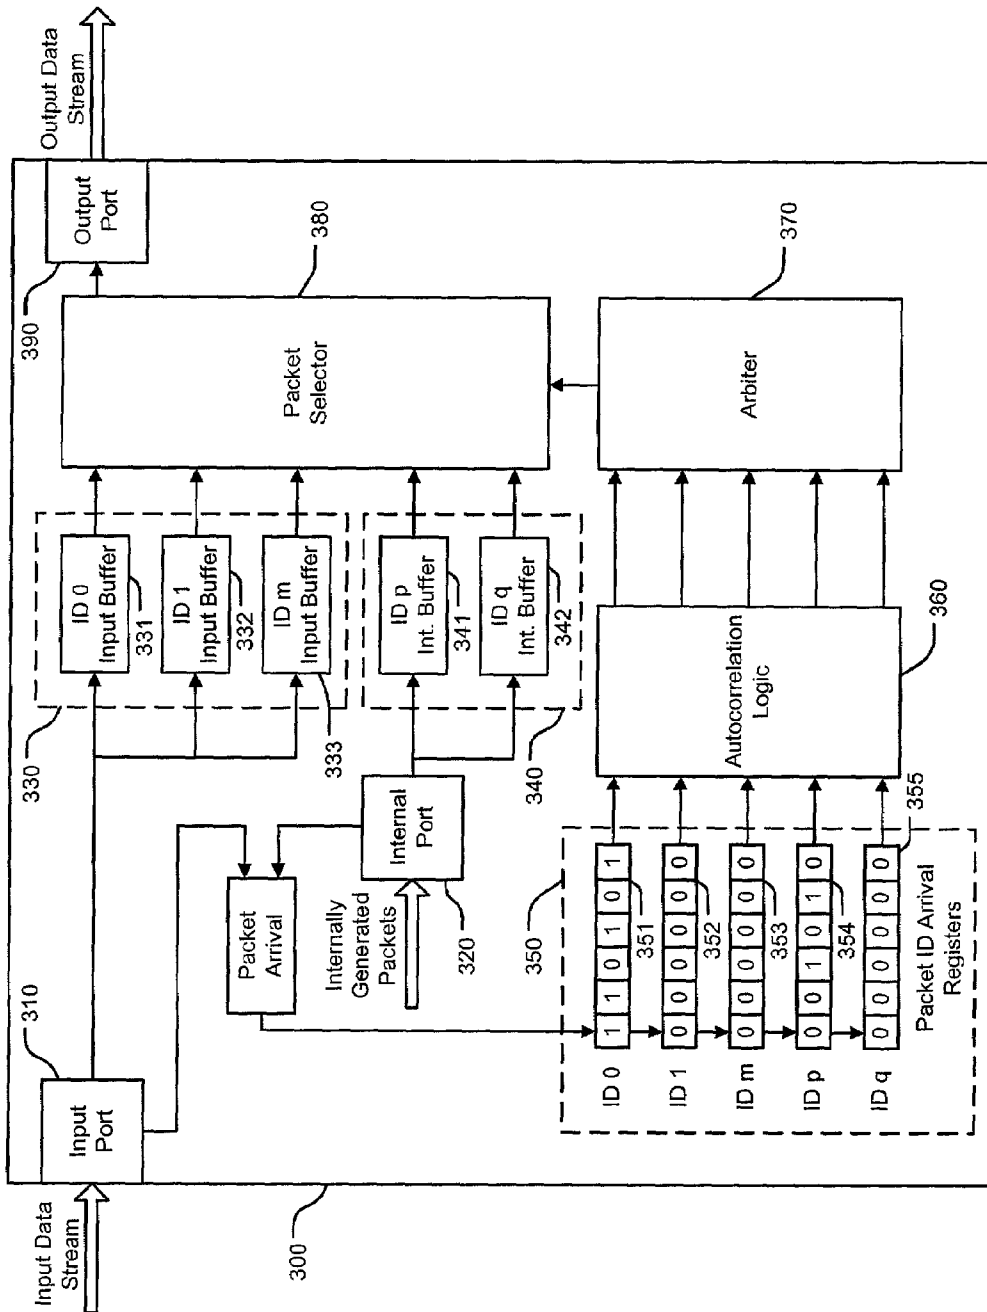 Input Data
Stream
310
Input
Port
330
ID 0
Input Buffer
331
ID 1
Input Buffer
332
ID m
Input Buffer
333
390
Output
Port
Output Data
Stream
Packet
Selector
380
Packet
Arrival
Internally
Generated
Packets
Internal
Port
320
340
ID p
Int. Buffer
341
ID q
Int. Buffer
342
300
350
ID 0
1 1 0 1 0 1
351
ID 1
0 0 0 0 0 0
352
ID m
0 0 0 0 0 0
353
ID p
0 0 1 0 1 0
354
ID q
0 0 0 0 0 0
355
Packet ID Arrival
Registers
Autocorrelation
Logic
360
Arbiter
370